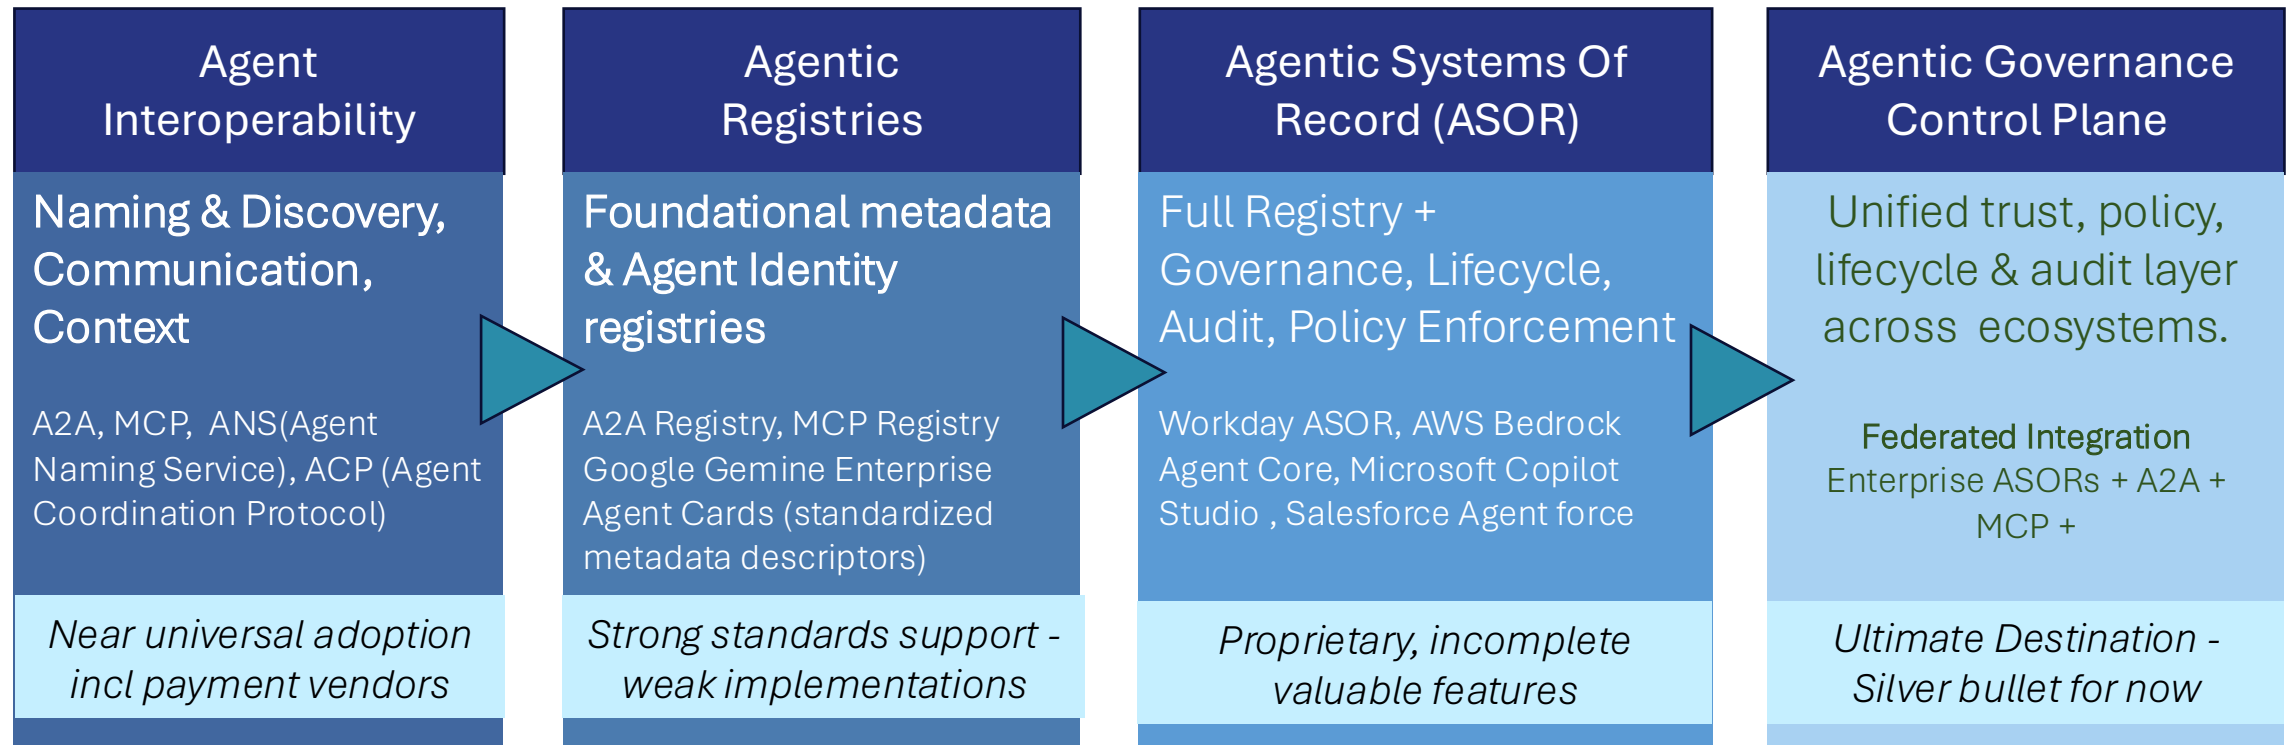 Agent
Interoperability
Naming & Discovery,
Communication,
Context
A2A, MCP, ANS(Agent
Naming Service), ACP (Agent
Coordination Protocol)
Near universal adoption
incl payment vendors
Agentic
Registries
Foundational metadata
& Agent Identity
registries
A2A Registry, MCP Registry
Google Gemine Enterprise
Agent Cards (standardized
metadata descriptors)
Strong standards support -
weak implementations
Agentic Systems Of
Record (ASOR)
Full Registry +
Governance, Lifecycle,
Audit, Policy Enforcement
Workday ASOR, AWS Bedrock
Agent Core, Microsoft Copilot
Studio , Salesforce Agent force
Proprietary, incomplete
valuable features
Agentic Governance
Control Plane
Unified trust, policy,
lifecycle & audit layer
across ecosystems.
Federated Integration
Enterprise ASORs + A2A +
MCP +
Ultimate Destination -
Silver bullet for now